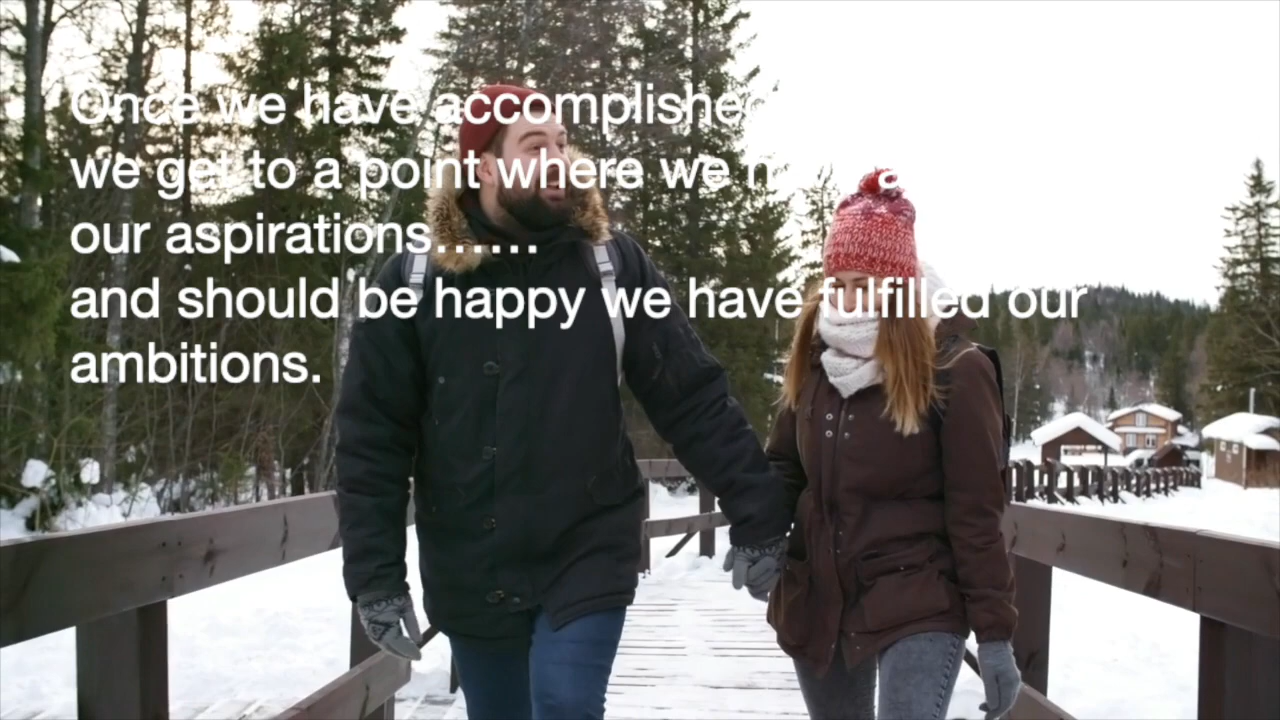 Once we have accomplished
we get to a point where we
our aspirations……
and should be happy we have fulfilled our
ambitions.